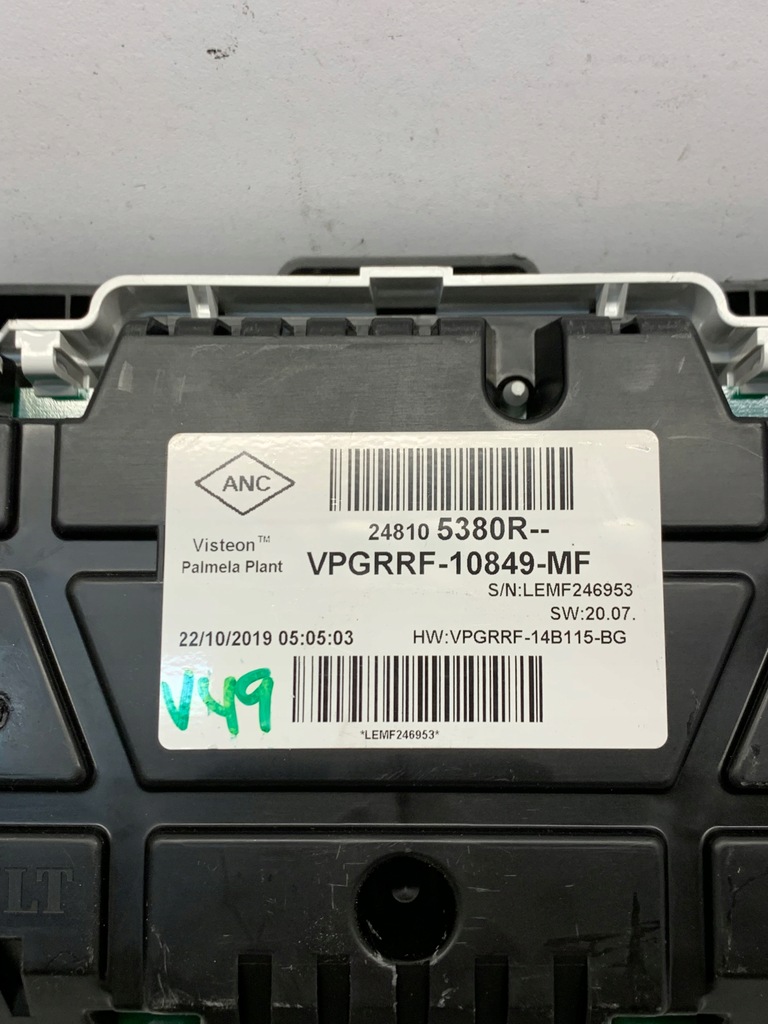 ANC
24810 5380R--
Visteon™
Palmela Plant
VPGRRF-10849-MF
S/N:LEMF246953
SW:20.07.
22/10/2019 05:05:03
HW:VPGRRF-14B115-BG
V49
*LEMF246953*
LT